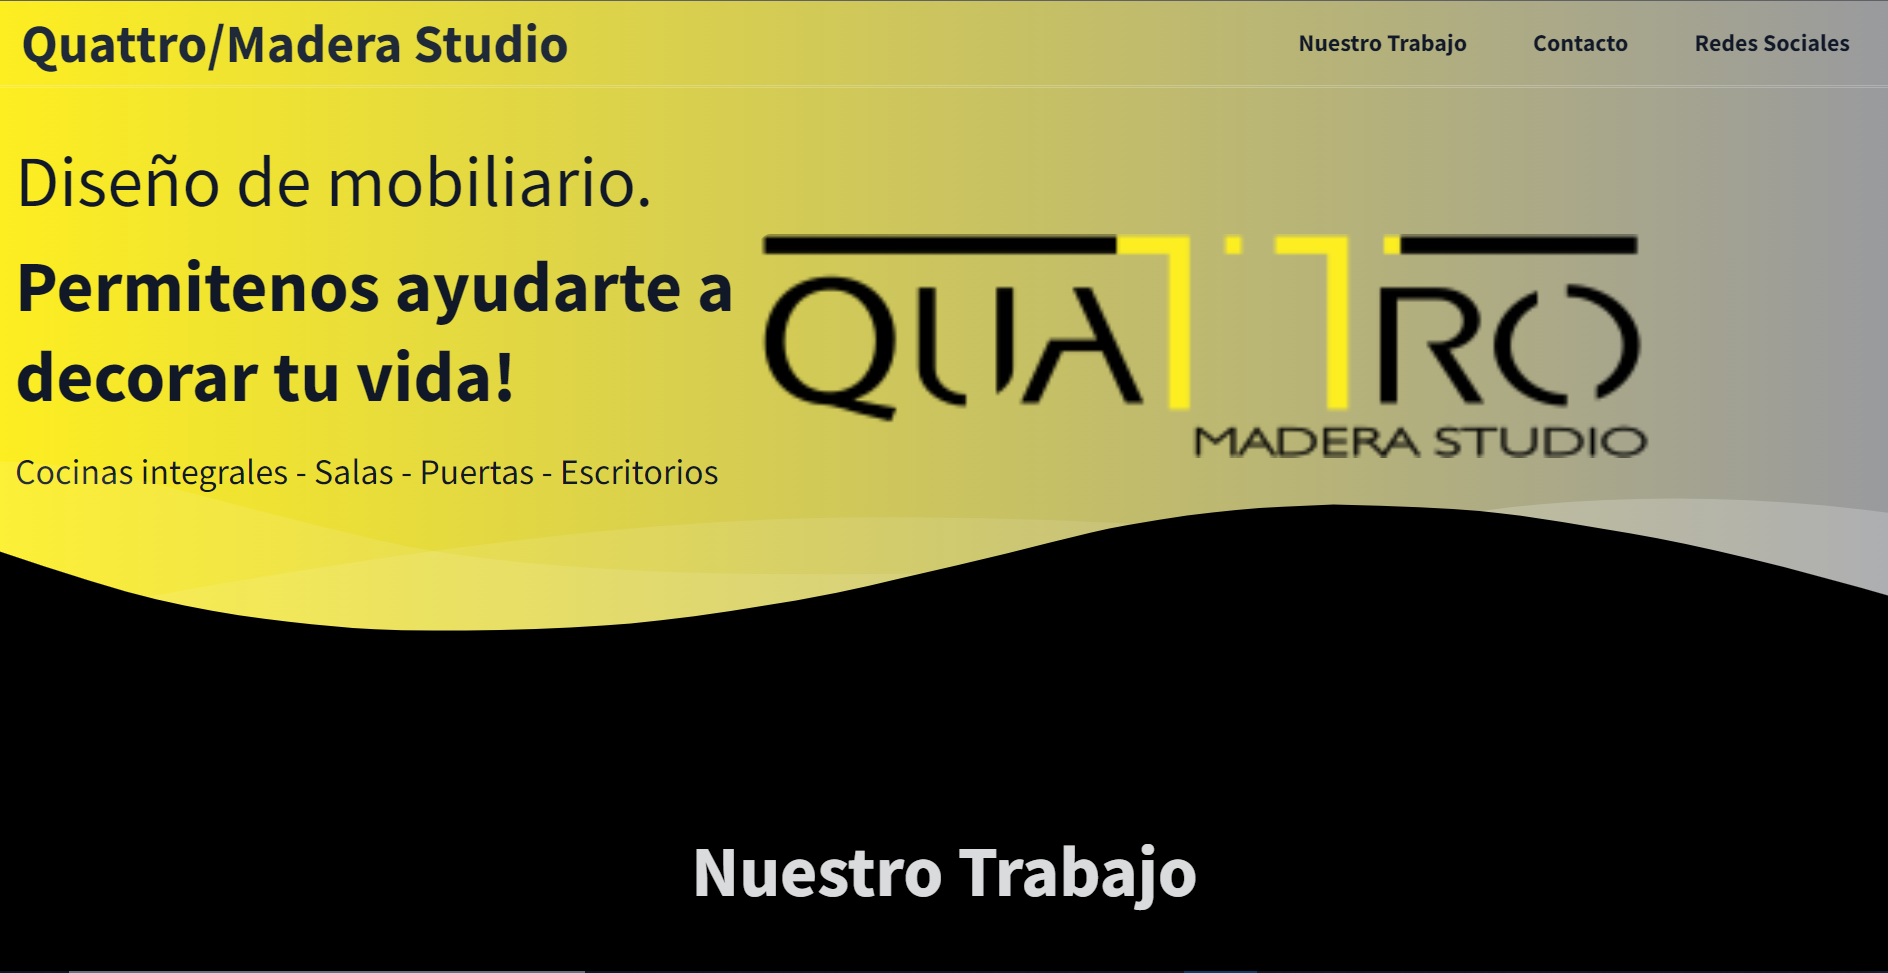 Quattro/Madera Studio
Nuestro Trabajo
Contacto
Redes Sociales
Diseño de mobiliario.
Permitenos ayudarte a
decorar tu vida!
Cocinas integrales - Salas - Puertas - Escritorios
QUATTRO
MADERA STUDIO
Nuestro Trabajo